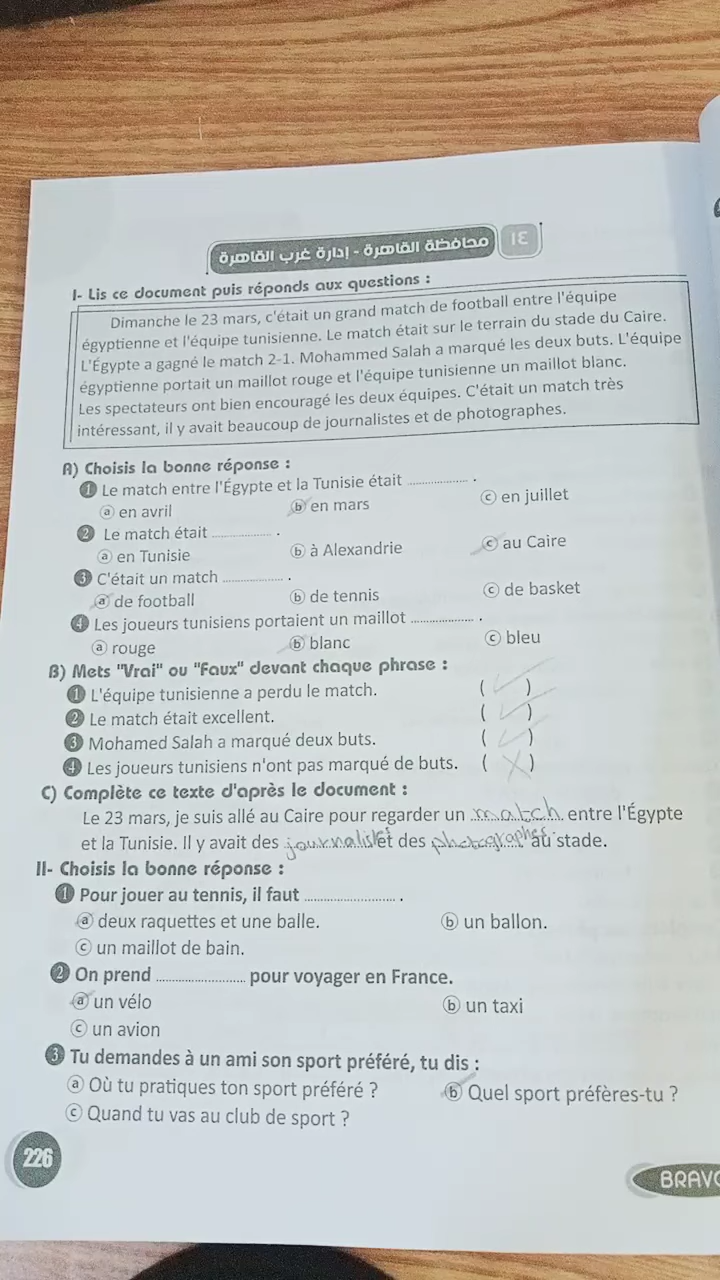 محافظة القاهرة - إدارة غرب القاهرة ١٤
I- Lis ce document puis réponds aux questions :
Dimanche le 23 mars, c'était un grand match de football entre l'équipe
égyptienne et l'équipe tunisienne. Le match était sur le terrain du stade du Caire.
L'Égypte a gagné le match 2-1. Mohammed Salah a marqué les deux buts. L'équipe
égyptienne portait un maillot rouge et l'équipe tunisienne un maillot blanc.
Les spectateurs ont bien encouragé les deux équipes. C'était un match très
intéressant, il y avait beaucoup de journalistes et de photographes.
A) Choisis la bonne réponse :
1 Le match entre l'Égypte et la Tunisie était .................. .
a en avril b en mars c en juillet
2 Le match était .................. .
a en Tunisie b à Alexandrie c au Caire
3 C'était un match .................. .
a de football b de tennis c de basket
4 Les joueurs tunisiens portaient un maillot .................. .
a rouge b blanc c bleu
B) Mets "Vrai" ou "Faux" devant chaque phrase :
1 L'équipe tunisienne a perdu le match. ( ✓ )
2 Le match était excellent. ( ✓ )
3 Mohamed Salah a marqué deux buts. ( ✓ )
4 Les joueurs tunisiens n'ont pas marqué de buts. ( X )
C) Complète ce texte d'après le document :
Le 23 mars, je suis allé au Caire pour regarder un match entre l'Égypte
et la Tunisie. Il y avait des journalist et des photographes au stade.
II- Choisis la bonne réponse :
1 Pour jouer au tennis, il faut .......................... .
a deux raquettes et une balle. b un ballon.
c un maillot de bain.
2 On prend .......................... pour voyager en France.
a un vélo b un taxi
c un avion
3 Tu demandes à un ami son sport préféré, tu dis :
a Où tu pratiques ton sport préféré ? b Quel sport préfères-tu ?
c Quand tu vas au club de sport ?
226
BRAVO